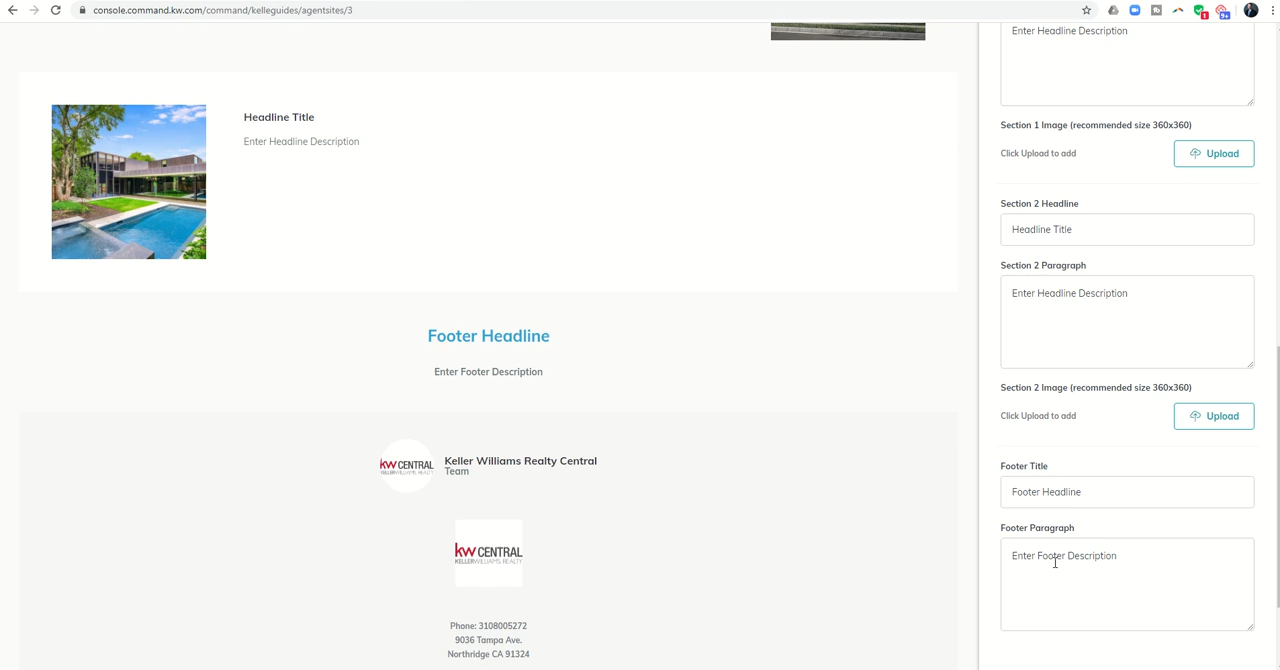 console.command.kw.com/command/kelleguides/agentsites/3
1
9+
Headline Title
Enter Headline Description
Footer Headline
Enter Footer Description
KW CENTRAL
KELLERWILLIAMS. REALTY
Keller Williams Realty Central
Team
KW CENTRAL
KELLERWILLIAMS. REALTY
Phone: 3108005272
9036 Tampa Ave.
Northridge CA 91324
Enter Headline Description
Section 1 Image (recommended size 360x360)
Click Upload to add
Upload
Section 2 Headline
Headline Title
Section 2 Paragraph
Enter Headline Description
Section 2 Image (recommended size 360x360)
Click Upload to add
Upload
Footer Title
Footer Headline
Footer Paragraph
Enter Footer Description